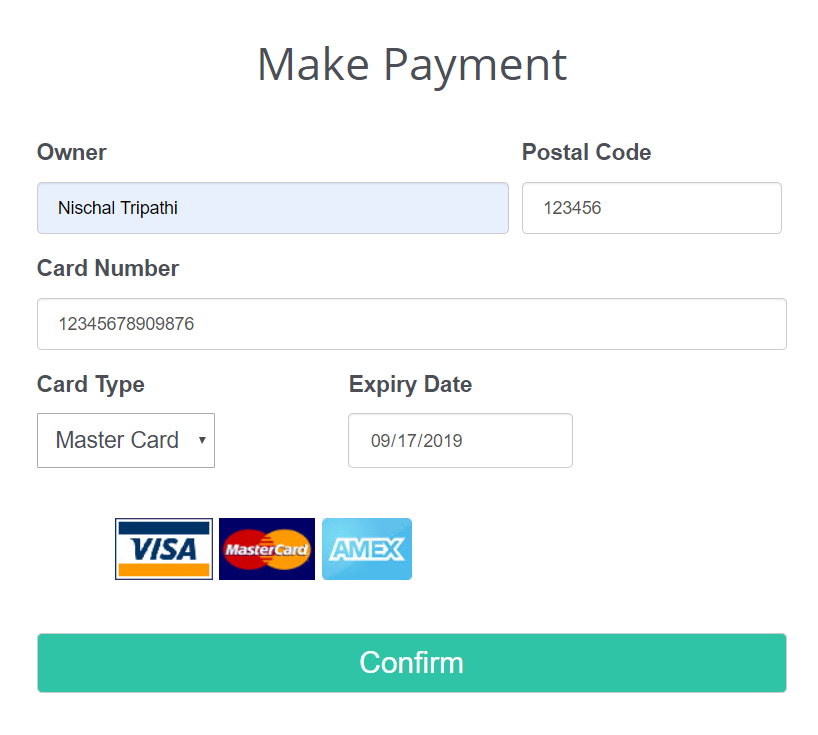 Make Payment
Owner Postal Code
Nischal Tripathi 123456
Card Number
12345678909876
Card Type Expiry Date
Master Card 09/17/2019
VISA MasterCard AMEX
Confirm